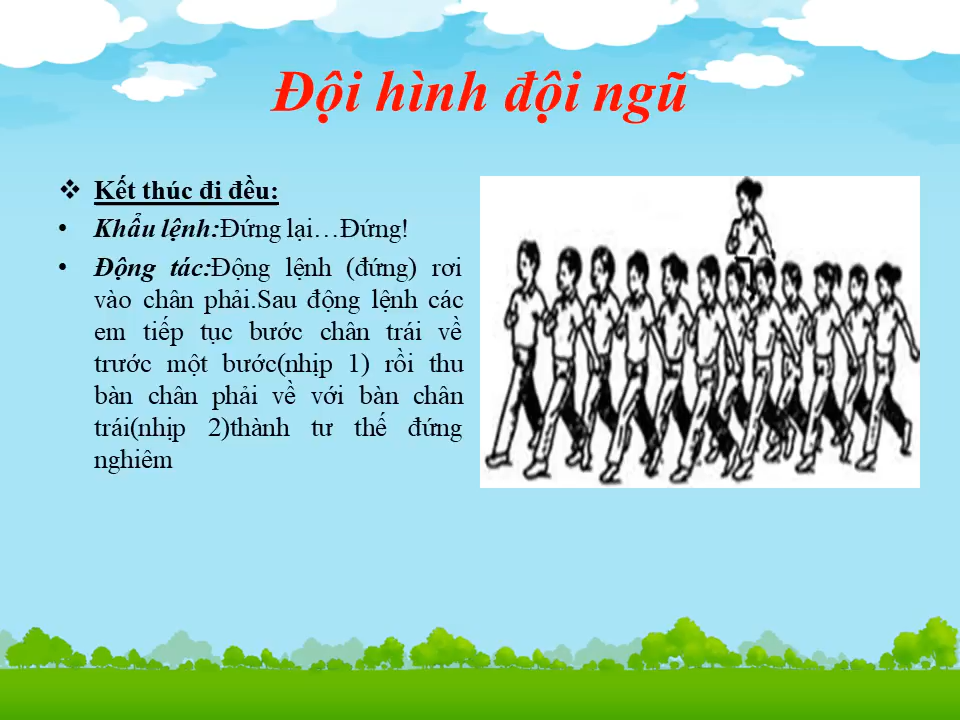 Đội hình đội ngũ
❖ Kết thúc đi đều:
• Khẩu lệnh:Đứng lại…Đứng!
• Động tác:Động lệnh (đứng) rơi
vào chân phải.Sau động lệnh các
em tiếp tục bước chân trái về
trước một bước(nhịp 1) rồi thu
bàn chân phải về với bàn chân
trái(nhịp 2)thành tư thế đứng
nghiêm